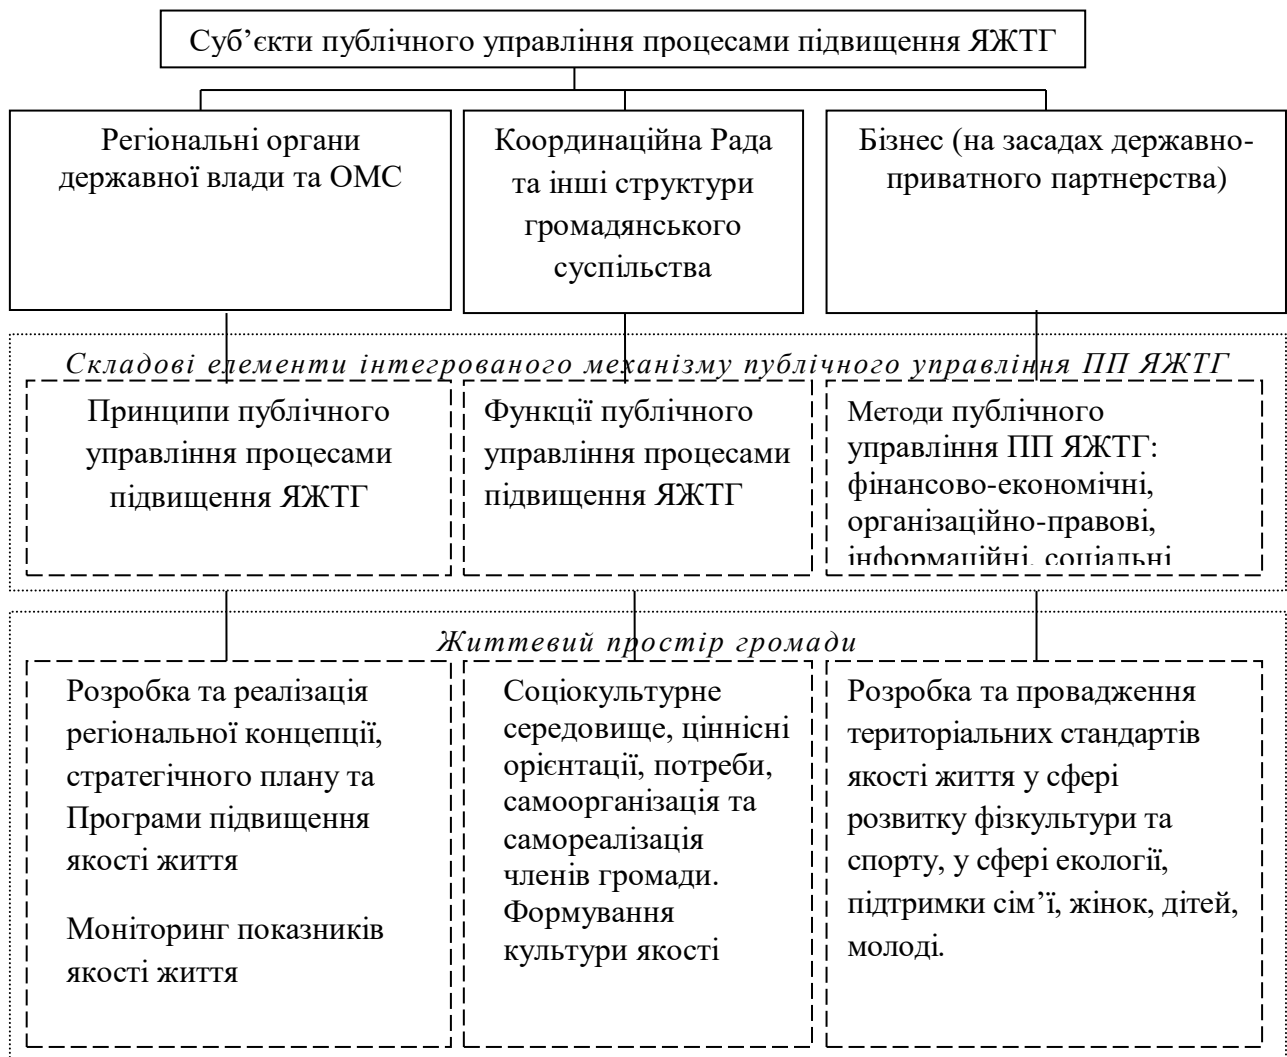 Суб’єкти публічного управління процесами підвищення ЯЖТГ
Регіональні органи
державної влади та ОМС
Координаційна Рада
та інші структури
громадянського
суспільства
Бізнес (на засадах державно-
приватного партнерства)
Складові елементи інтегрованого механізму публічного управління ПП ЯЖТГ
Принципи публічного
управління процесами
підвищення ЯЖТГ
Функції публічного
управління процесами
підвищення ЯЖТГ
Методи публічного
управління ПП ЯЖТГ:
фінансово-економічні,
організаційно-правові,
інформаційні, соціальні
Життєвий простір громади
Розробка та реалізація
регіональної концепції,
стратегічного плану та
Програми підвищення
якості життя
Моніторинг показників
якості життя
Соціокультурне
середовище, ціннісні
орієнтації, потреби,
самоорганізація та
самореалізація
членів громади.
Формування
культури якості
Розробка та провадження
територіальних стандартів
якості життя у сфері
розвитку фізкультури та
спорту, у сфері екології,
підтримки сім’ї, жінок, дітей,
молоді.